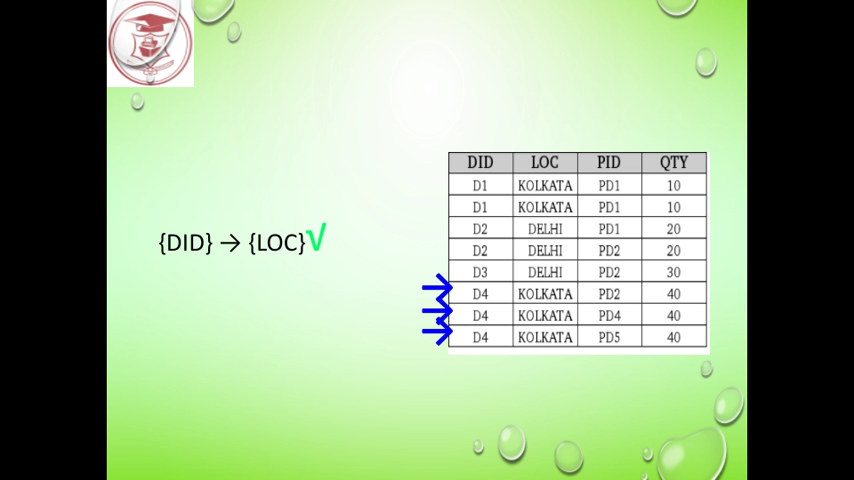 {DID} → {LOC}√
DID LOC PID QTY
D1 KOLKATA PD1 10
D1 KOLKATA PD1 10
D2 DELHI PD1 20
D2 DELHI PD2 20
D3 DELHI PD2 30
D4 KOLKATA PD2 40
D4 KOLKATA PD4 40
D4 KOLKATA PD5 40